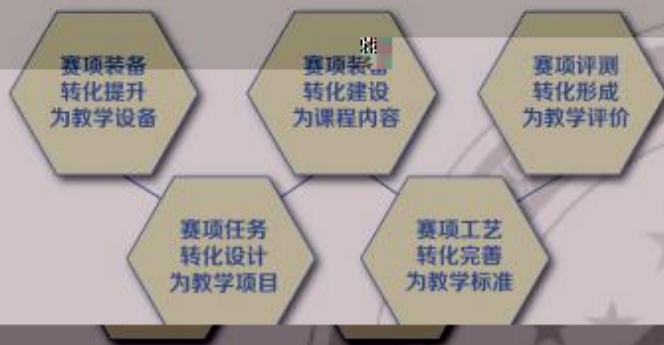 赛项装备
转化提升
为教学设备
赛项装备
转化建设
为课程内容
赛项评测
转化形成
为教学评价
赛项任务
转化设计
为教学项目
赛项工艺
转化完善
为教学标准